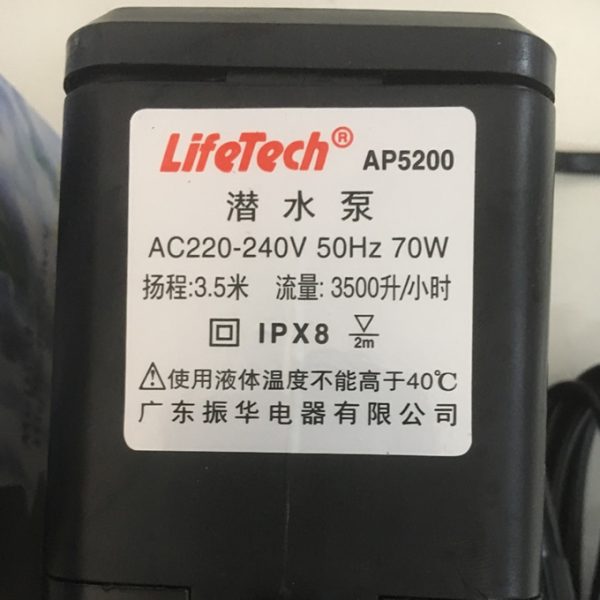 LifeTech® AP5200
潜水泵
AC220-240V 50Hz 70W
扬程:3.5米 流量: 3500升/小时
IPX8 2m
⚠使用液体温度不能高于40℃
广东振华电器有限公司